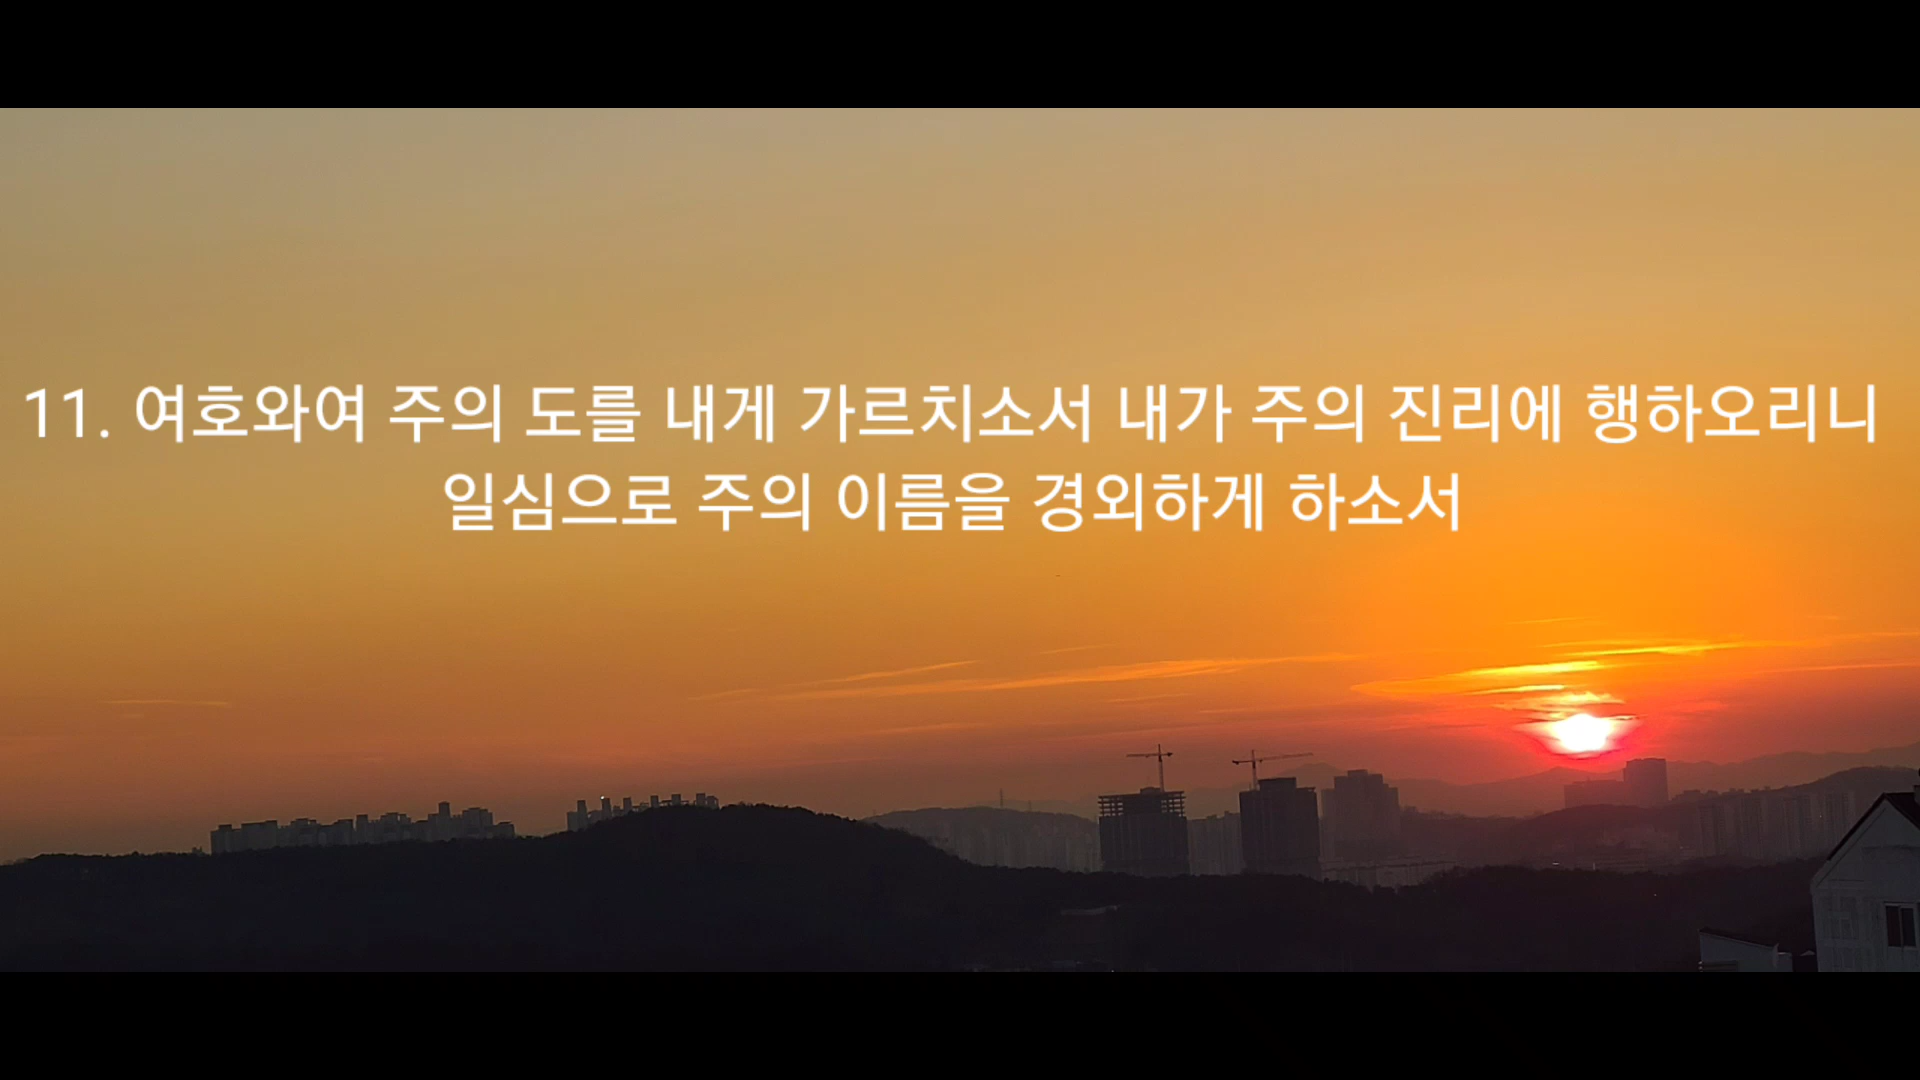 11. 여호와여 주의 도를 내게 가르치소서 내가 주의 진리에 행하오리니
일심으로 주의 이름을 경외하게 하소서